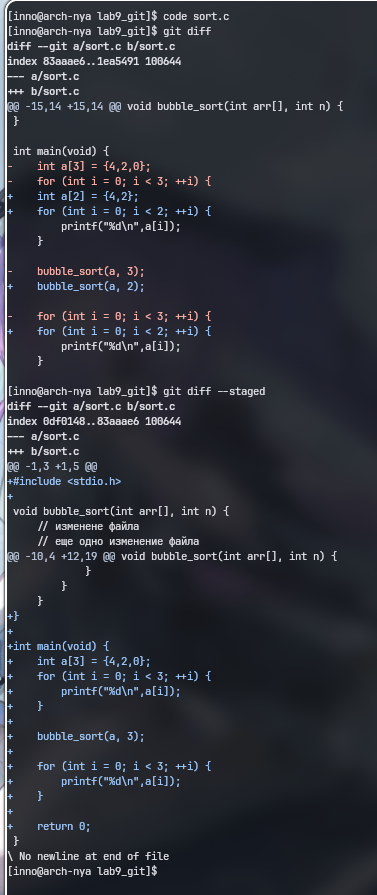 [inno@arch-nya lab9_git]$ code sort.c
[inno@arch-nya lab9_git]$ git diff
diff --git a/sort.c b/sort.c
index 83aaae6..1ea5491 100644
--- a/sort.c
+++ b/sort.c
@@ -15,14 +15,14 @@ void bubble_sort(int arr[], int n) {
 }

 int main(void) {
-    int a[3] = {4,2,0};
-    for (int i = 0; i < 3; ++i) {
+    int a[2] = {4,2};
+    for (int i = 0; i < 2; ++i) {
         printf("%d\n",a[i]);
     }

-    bubble_sort(a, 3);
+    bubble_sort(a, 2);

-    for (int i = 0; i < 3; ++i) {
+    for (int i = 0; i < 2; ++i) {
         printf("%d\n",a[i]);
     }

[inno@arch-nya lab9_git]$ git diff --staged
diff --git a/sort.c b/sort.c
index 0df0148..83aaae6 100644
--- a/sort.c
+++ b/sort.c
@@ -1,3 +1,5 @@
+#include <stdio.h>
+
 void bubble_sort(int arr[], int n) {
     // изменене файла
     // еще одно изменение файла
@@ -10,4 +12,19 @@ void bubble_sort(int arr[], int n) {
             }
         }
     }
+}
+
+int main(void) {
+    int a[3] = {4,2,0};
+    for (int i = 0; i < 3; ++i) {
+        printf("%d\n",a[i]);
+    }
+
+    bubble_sort(a, 3);
+
+    for (int i = 0; i < 3; ++i) {
+        printf("%d\n",a[i]);
+    }
+
+    return 0;
 }
\ No newline at end of file
[inno@arch-nya lab9_git]$